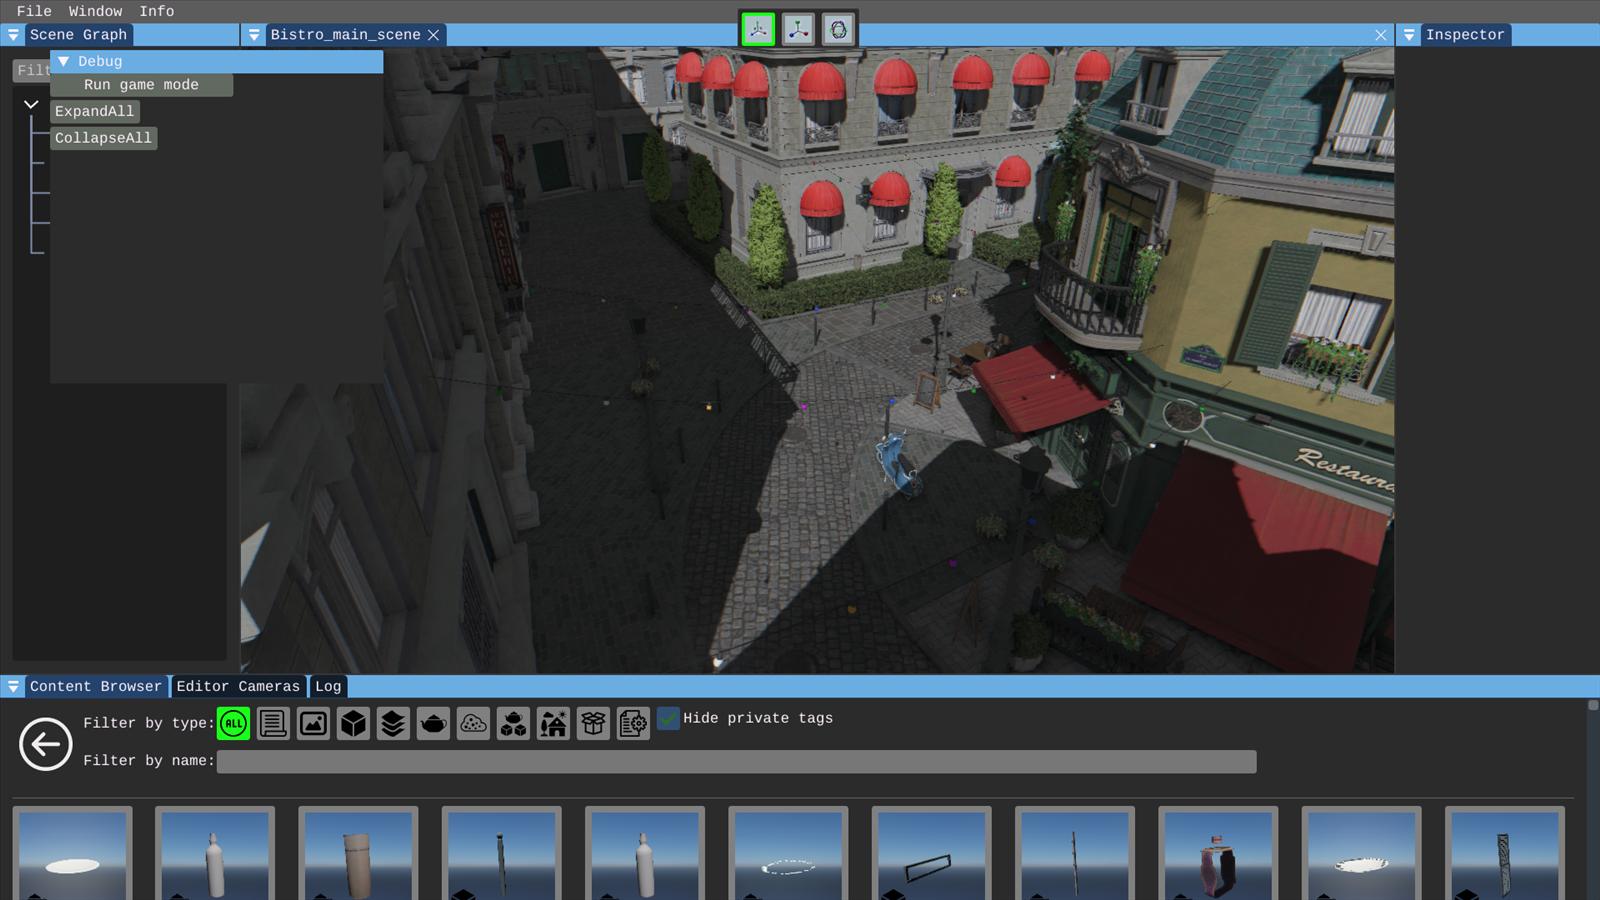 File Window Info
Scene Graph
Bistro_main_scene
Inspector
Filt
Debug
Run game mode
ExpandAll
CollapseAll
Restaura
Content Browser
Editor Cameras
Log
Filter by type:
ALL
Hide private tags
Filter by name: